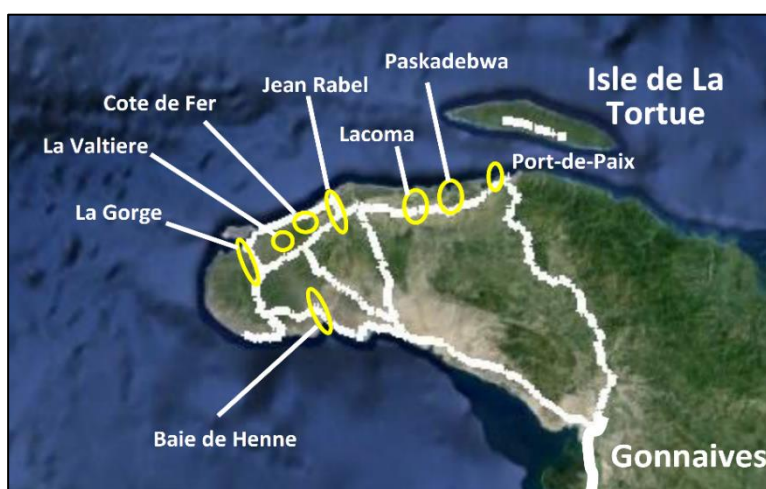 Paskadebwa
Isle de La
Tortue
Jean Rabel
Cote de Fer
Lacoma
La Valtiere
Port-de-Paix
La Gorge
Baie de Henne
Gonnaives